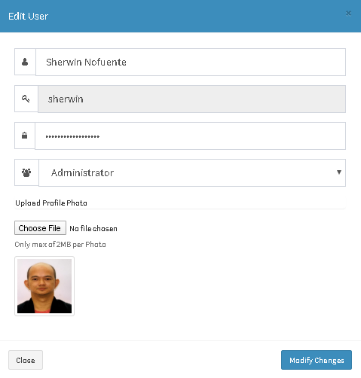 Edit User
×
Sherwin Nofuente
sherwin
••••••••••••••••••
Administrator
Upload Profile Photo
Choose File No file chosen
Only max of 2MB per Photo
Close
Modify Changes